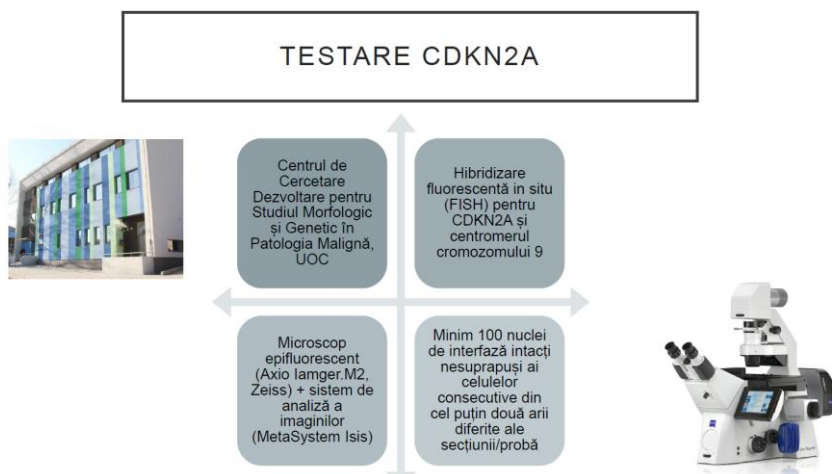 TESTARE CDKN2A
Centrul de
Cercetare
Dezvoltare pentru
Studiul Morfologic
și Genetic în
Patologia Malignă,
UOC
Hibridizare
fluorescentă in situ
(FISH) pentru
CDKN2A și
centromerul
cromozomului 9
Microscop
epifluorescent
(Axio Iamger.M2,
Zeiss) + sistem de
analiză a
imaginilor
(MetaSystem Isis)
Minim 100 nuclei
de interfază intacți
nesuprapuși ai
celulelor
consecutive din
cel puțin două arii
diferite ale
secțiunii/probă